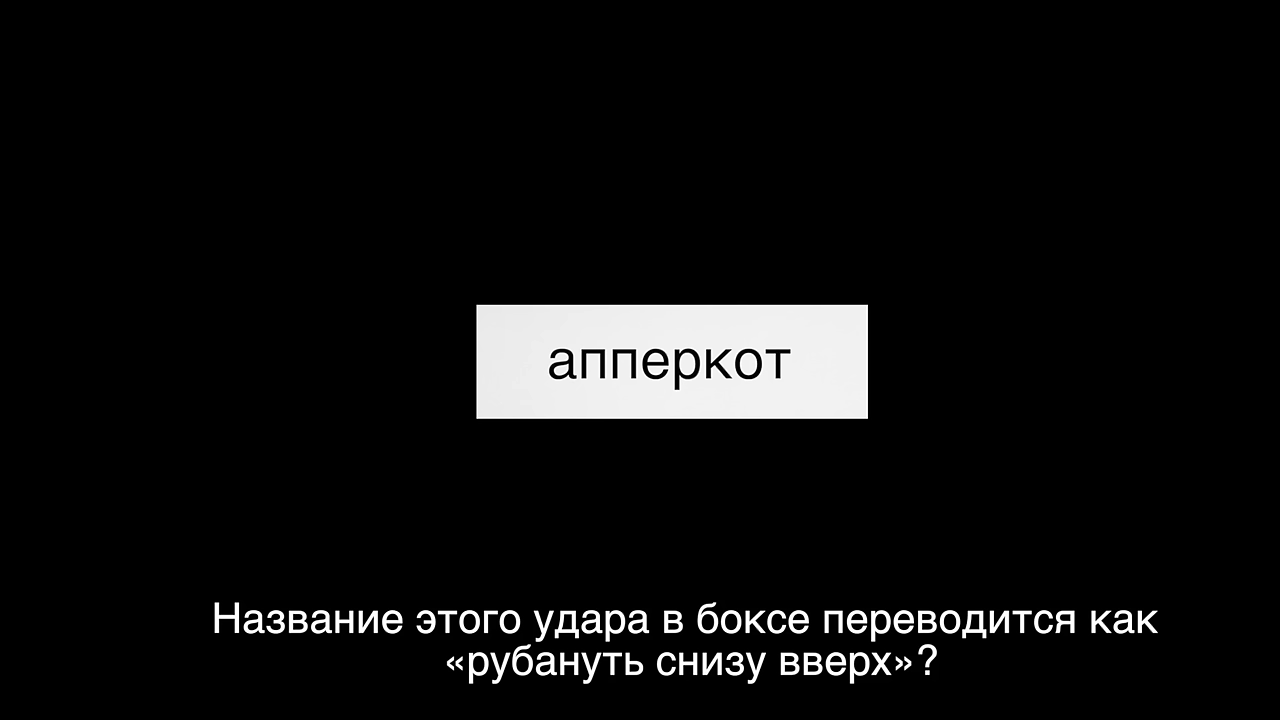 апперкот
Название этого удара в боксе переводится как
«рубануть снизу вверх»?